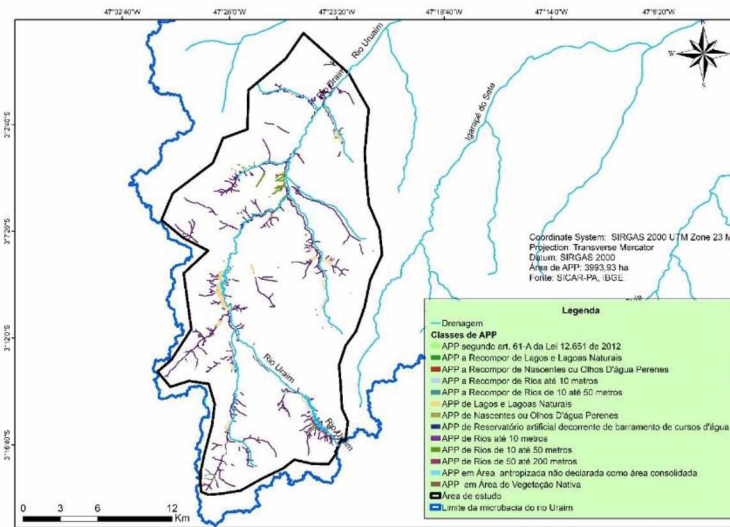 47°32'40"W 47°26'0"W 47°23'20"W 47°18'40"W 47°14'0"W 47°9'20"W
Rio Uruaim
Rio Uraim
Igarapé do Sete
N
W
3°2'40"S
3°7'20"S
3°12'0"S
3°16'40"S
Coordinate System: SIRGAS 2000 UTM Zone 23 M
Projection: Transverse Mercator
Datum: SIRGAS 2000
Área de APP: 3993,93 ha
Fonte: SICAR-PA, IBGE.
Rio Uraim
Rio Uraim
Legenda
Drenagem
Classes de APP
APP segundo art. 61-A da Lei 12.651 de 2012
APP a Recompor de Lagos e Lagoas Naturais
APP a Recompor de Nascentes ou Olhos D'água Perenes
APP a Recompor de Rios até 10 metros
APP a Recompor de Rios de 10 até 50 metros
APP de Lagos e Lagoas Naturais
APP de Nascentes ou Olhos D'água Perenes
APP de Reservatório artificial decorrente de barramento de cursos d'água
APP de Rios até 10 metros
APP de Rios de 10 até 50 metros
APP de Rios de 50 até 200 metros
APP em Área antropizada não declarada como área consolidada
APP em Área de Vegetação Nativa
Área de estudo
Limite da microbacia do rio Uraim
0 3 6 12
Km